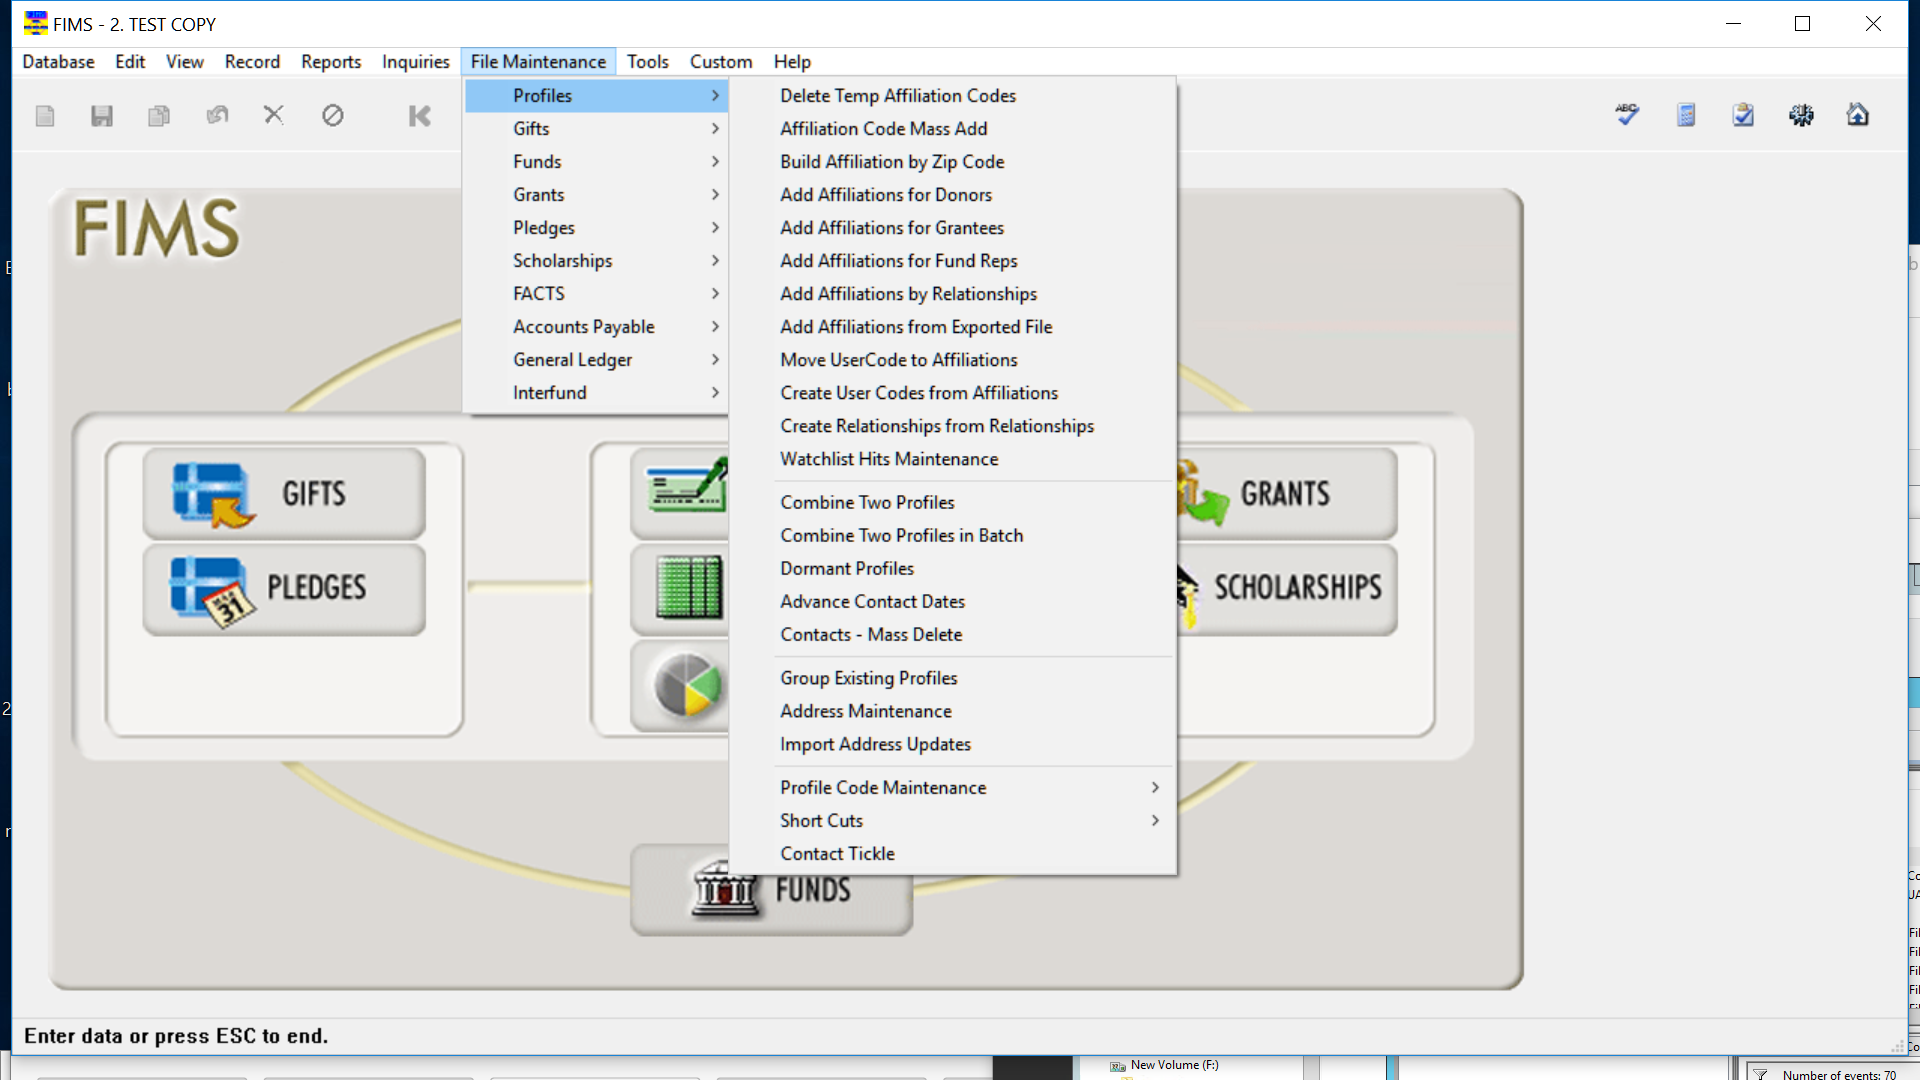 FIMS - 2. TEST COPY
Database Edit View Record Reports Inquiries File Maintenance Tools Custom Help
Profiles
Gifts
Funds
Grants
Pledges
Scholarships
FACTS
Accounts Payable
General Ledger
Interfund
Delete Temp Affiliation Codes
Affiliation Code Mass Add
Build Affiliation by Zip Code
Add Affiliations for Donors
Add Affiliations for Grantees
Add Affiliations for Fund Reps
Add Affiliations by Relationships
Add Affiliations from Exported File
Move UserCode to Affiliations
Create User Codes from Affiliations
Create Relationships from Relationships
Watchlist Hits Maintenance
Combine Two Profiles
Combine Two Profiles in Batch
Dormant Profiles
Advance Contact Dates
Contacts - Mass Delete
Group Existing Profiles
Address Maintenance
Import Address Updates
Profile Code Maintenance
Short Cuts
Contact Tickle
ABC
FIMS
GIFTS
PLEDGES
MAR
31
GRANTS
SCHOLARSHIPS
FUNDS
Enter data or press ESC to end.
New Volume (F:)
Number of events: 70